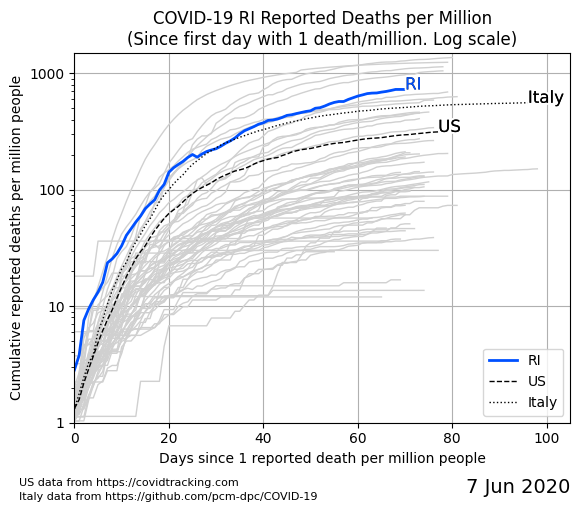 COVID-19 RI Reported Deaths per Million
(Since first day with 1 death/million. Log scale)
1000
RI
Italy
US
100
10
1
Cumulative reported deaths per million people
RI
US
Italy
0 20 40 60 80 100
Days since 1 reported death per million people
US data from https://covidtracking.com
Italy data from https://github.com/pcm-dpc/COVID-19
7 Jun 2020